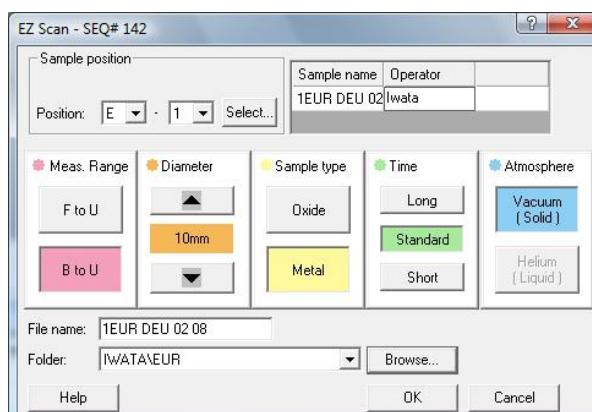 EZ Scan - SEQ# 142
Sample position
Position: E - 1 Select...
Sample name Operator
1EUR DEU 02 Iwata
Meas. Range
F to U
B to U
Diameter
10mm
Sample type
Oxide
Metal
Time
Long
Standard
Short
Atmosphere
Vacuum
( Solid )
Helium
( Liquid )
File name: 1EUR DEU 02 08
Folder: IWATA\EUR Browse...
Help OK Cancel